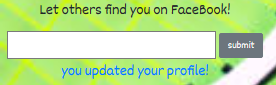 Let others find you on FaceBook!
submit
you updated your profile!